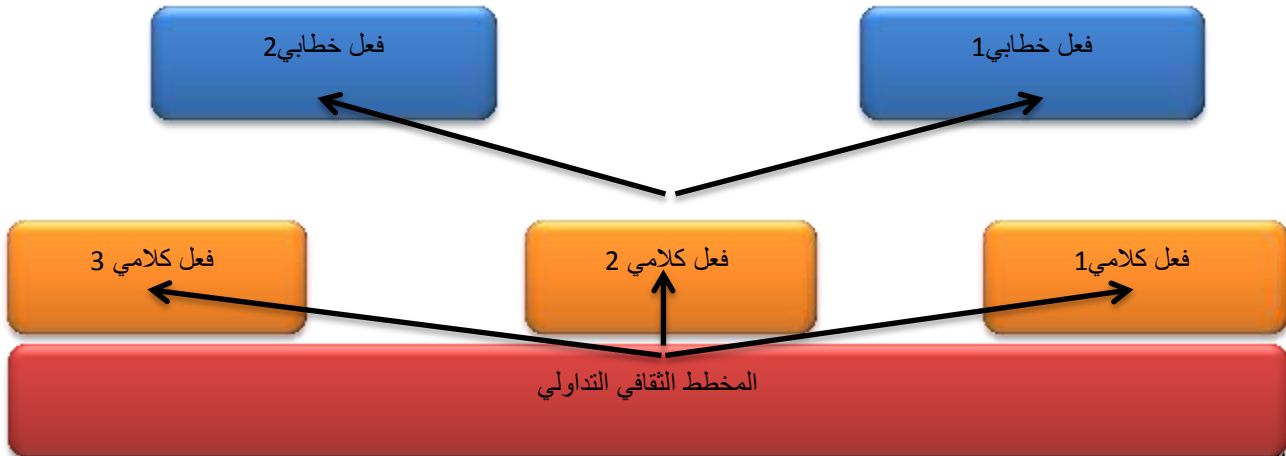 فعل خطابي1
فعل خطابي2
فعل كلامي1
فعل كلامي 2
فعل كلامي 3
المخطط الثقافي التداولي